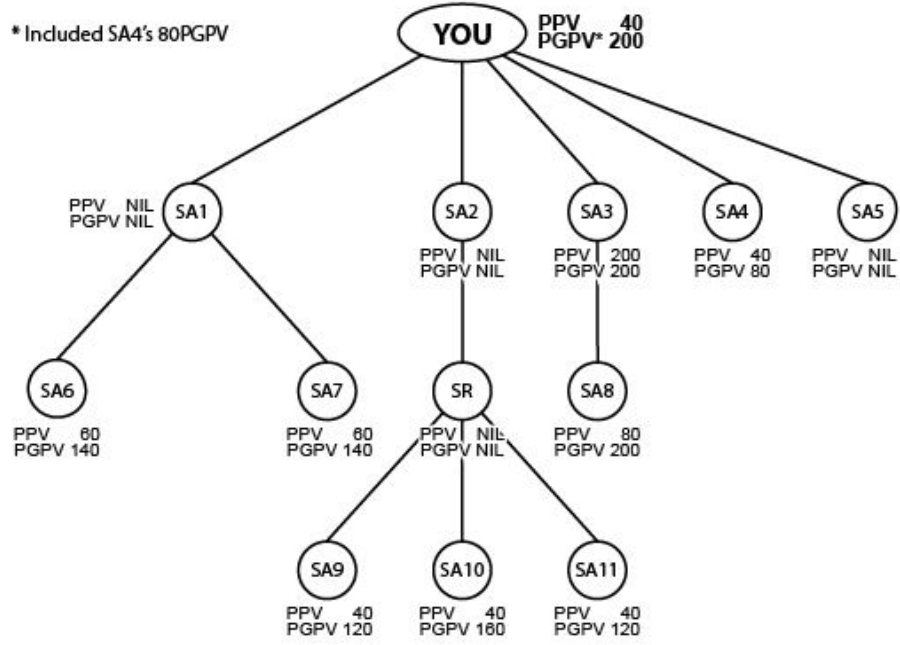 * Included SA4's 80PGPV
YOU
PPV 40
PGPV* 200
PPV NIL
PGPV NIL
SA1
SA2
PPV NIL
PGPV NIL
SA3
PPV 200
PGPV 200
SA4
PPV 40
PGPV 80
SA5
PPV NIL
PGPV NIL
SA6
PPV 60
PGPV 140
SA7
PPV 60
PGPV 140
SR
PPV NIL
PGPV NIL
SA8
PPV 80
PGPV 200
SA9
PPV 40
PGPV 120
SA10
PPV 40
PGPV 160
SA11
PPV 40
PGPV 120